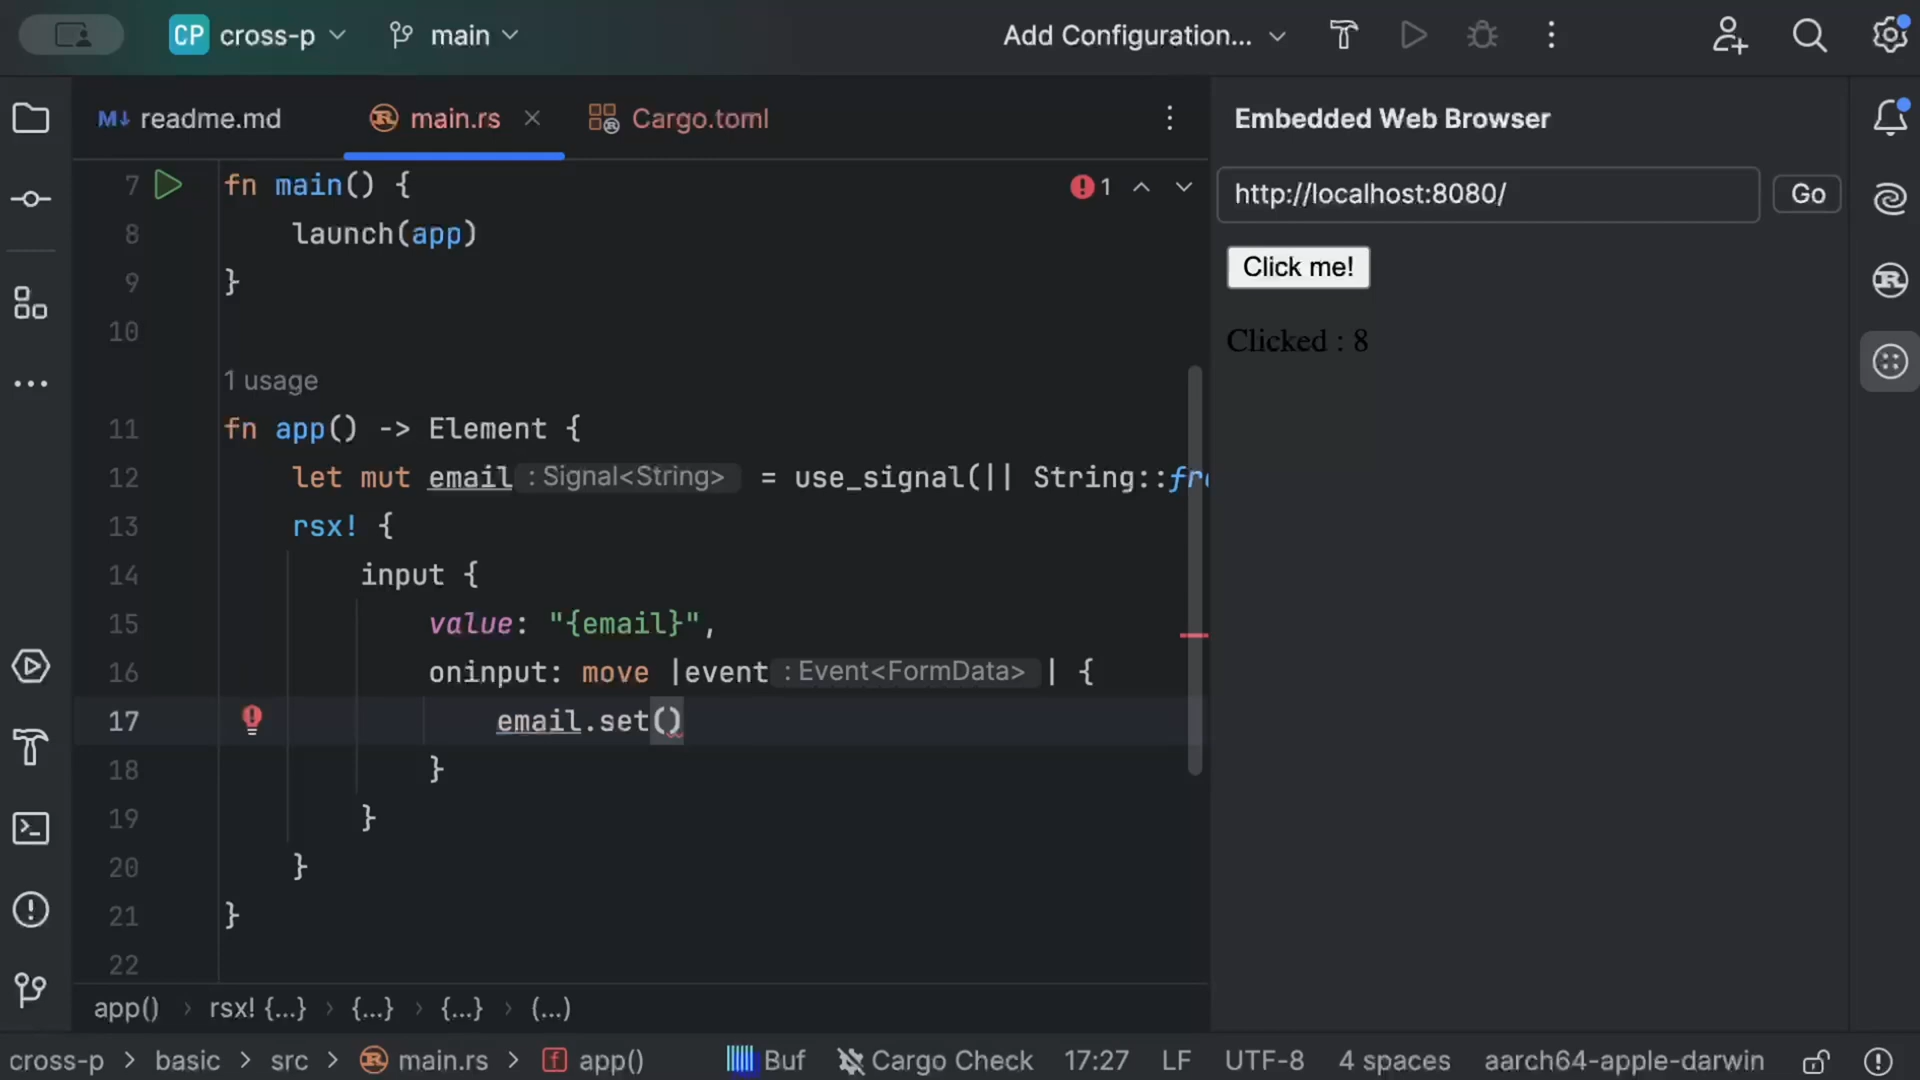 CP cross-p main Add Configuration...
M↓ readme.md main.rs Cargo.toml
7 fn main() {
8 launch(app)
9 }
10
1 usage
11 fn app() -> Element {
12 let mut email : Signal<String> = use_signal(|| String::fr
13 rsx! {
14 input {
15 value: "{email}",
16 oninput: move |event : Event<FormData> | {
17 email.set()
18 }
19 }
20 }
21 }
22
1
app() › rsx! {...} › {...} › {...} › (...)
Embedded Web Browser
http://localhost:8080/ Go
Click me!
Clicked : 8
cross-p > basic > src > main.rs > f app() Buf Cargo Check 17:27 LF UTF-8 4 spaces aarch64-apple-darwin